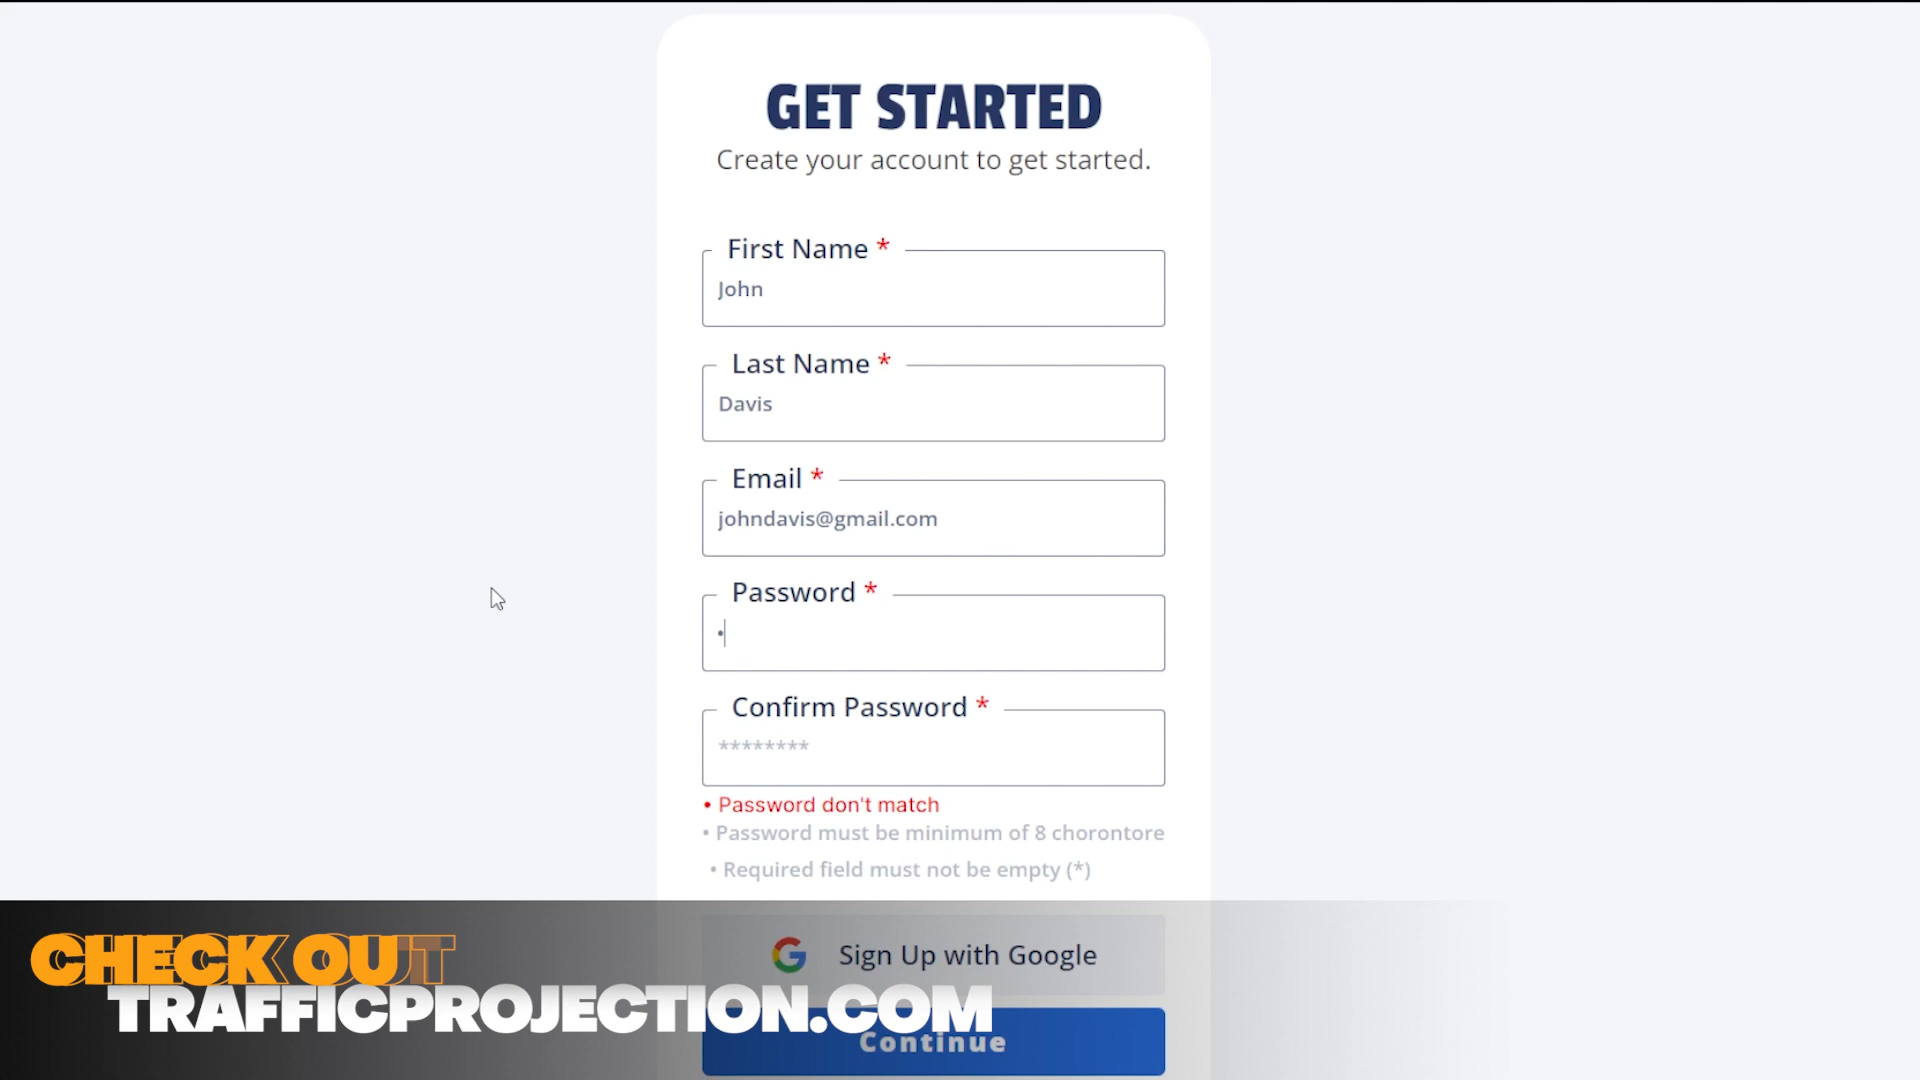 GET STARTED
Create your account to get started.
First Name *
John
Last Name *
Davis
Email *
johndavis@gmail.com
Password *
•
Confirm Password *
********
• Password don't match
• Password must be minimum of 8 chorontore
• Required field must not be empty (*)
Sign Up with Google
CHECK OUT
TRAFFICPROJECTION.COM
Continue